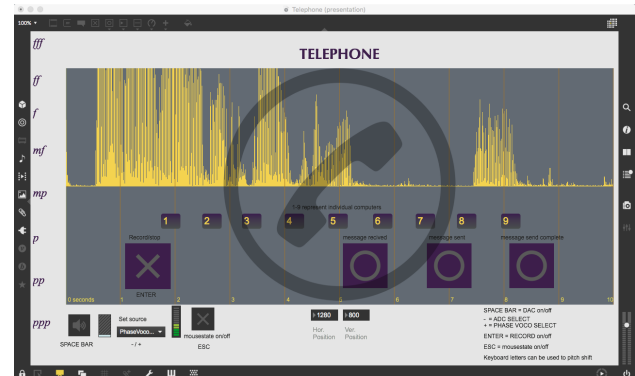 Telephone (presentation)
100%
TELEPHONE
fff
ff
f
mf
mp
p
pp
ppp
1-9 represent individual computers
1 2 3 4 5 6 7 8 9
Record/stop
message recived
message sent
message send complete
ENTER
0 seconds 1 2 3 4 5 6 7 8 9 10
SPACE BAR
Set source
PhaseVoco...
- / +
mousestate on/off
ESC
1280 800
Hor. Position
Ver. Position
SPACE BAR = DAC on/off
- = ADC SELECT
+ = PHASE VOCO SELECT
ENTER = RECORD on/off
ESC = mousestate on/off
Keyboard letters can be used to pitch shift